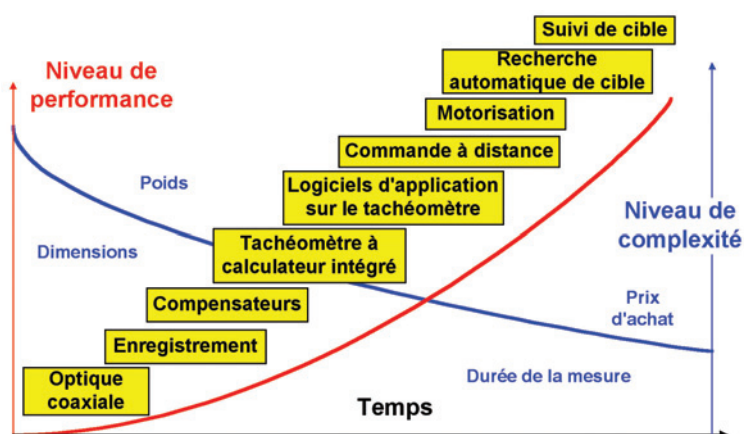 Suivi de cible
Recherche
automatique de cible
Niveau de
performance
Motorisation
Commande à distance
Poids
Logiciels d'application
sur le tachéomètre
Niveau de
complexité
Dimensions
Tachéomètre à
calculateur intégré
Compensateurs
Prix
d'achat
Enregistrement
Optique
coaxiale
Durée de la mesure
Temps